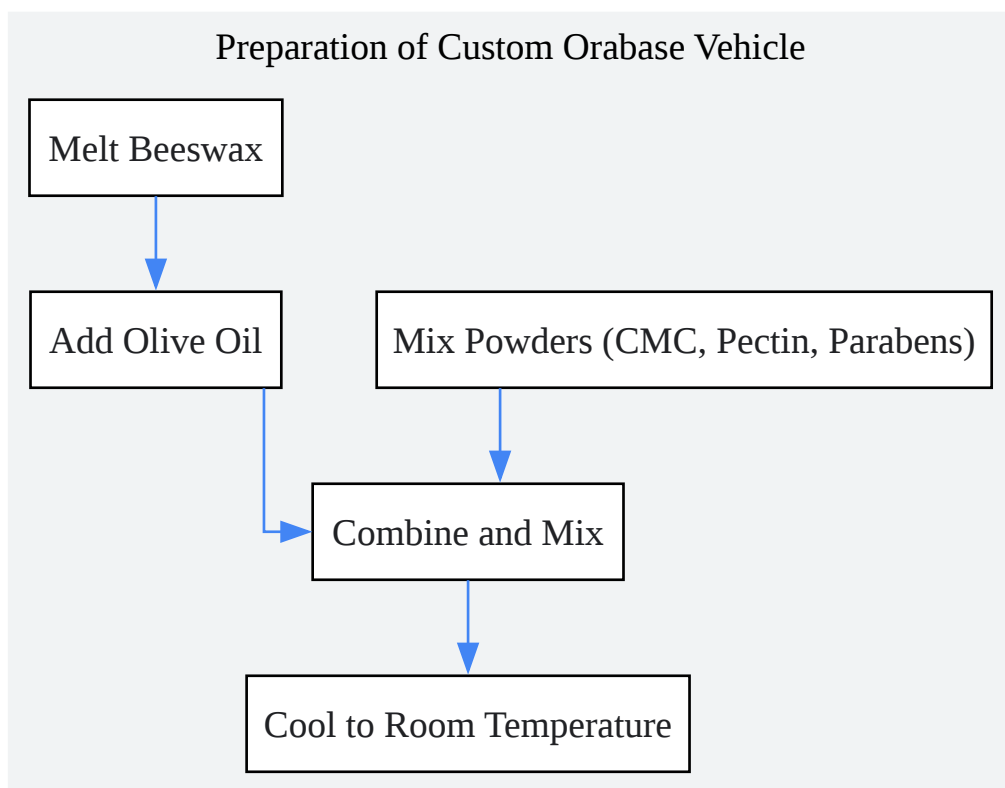 Preparation of Custom Orabase Vehicle
Melt Beeswax
Add Olive Oil
Mix Powders (CMC, Pectin, Parabens)
Combine and Mix
Cool to Room Temperature